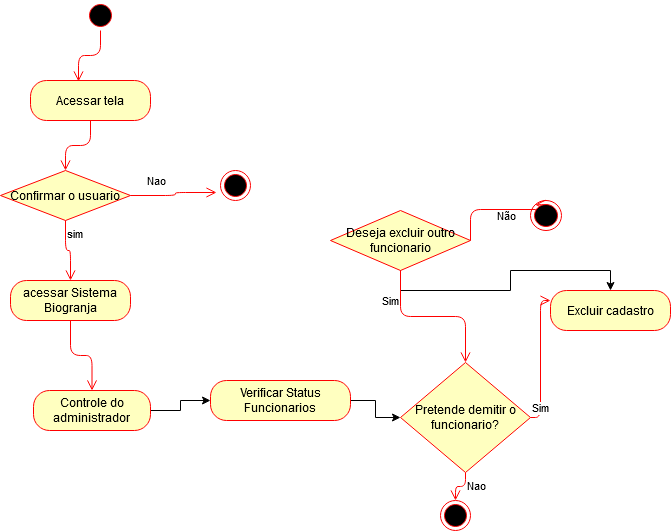 Acessar tela
Confirmar o usuario
Nao
sim
acessar Sistema
Biogranja
Controle do
administrador
Verificar Status
Funcionarios
Deseja excluir outro
funcionario
Não
Sim
Excluir cadastro
Pretende demitir o
funcionario?
Sim
Nao